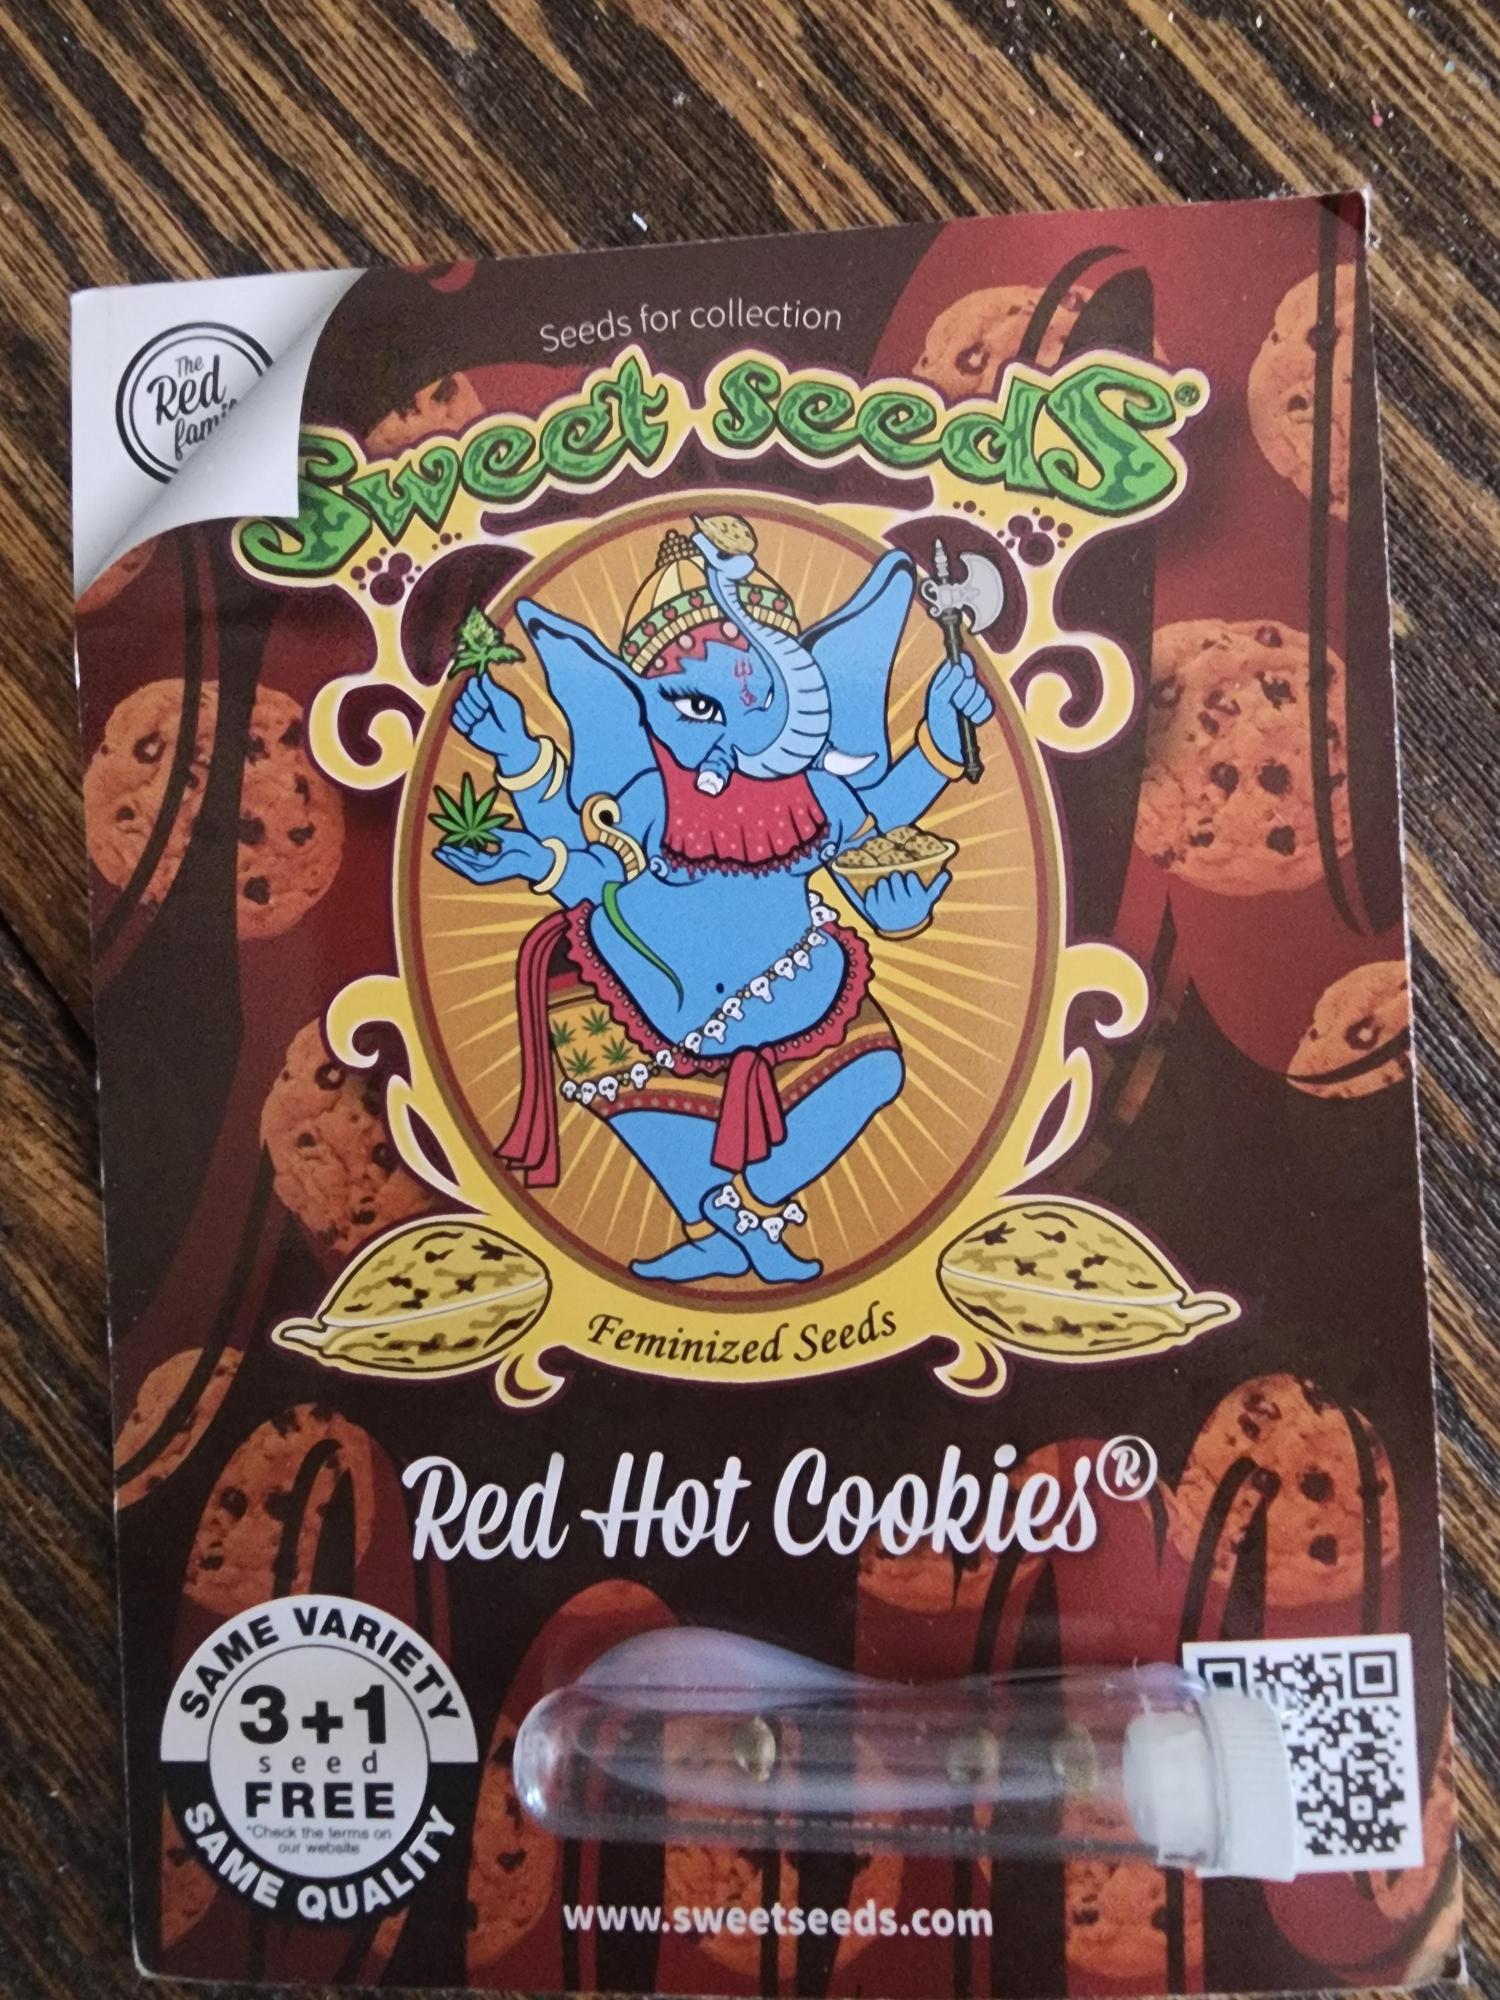 The
Red
Seeds for collection
Sweet Seeds®
Feminized Seeds
Red Hot Cookies®
SAME VARIETY
3+1
seed
FREE
*Check the terms on
our website
SAME QUALITY
www.sweetseeds.com